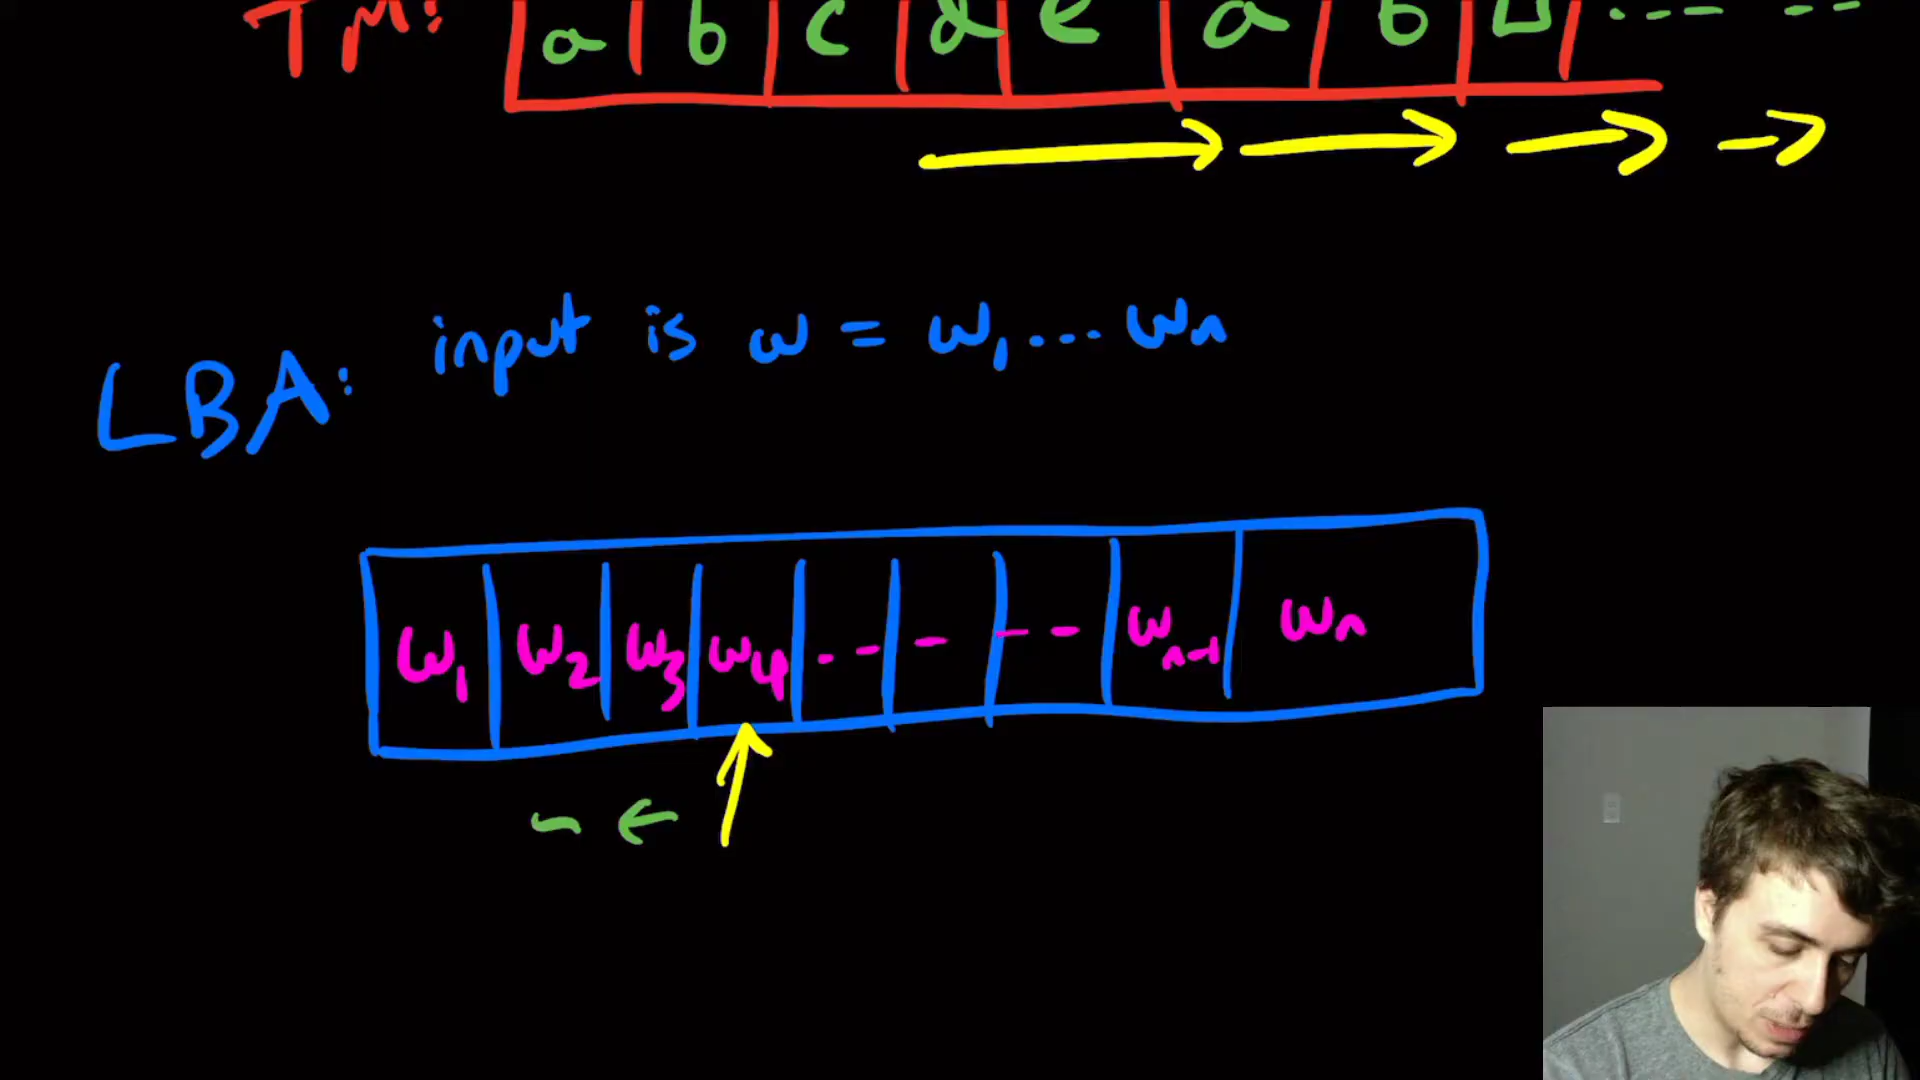 TM: a b c d e a b ⊔ ...-- --
LBA: input is w = w₁...wₙ
w₁ w₂ w₃ w₄ ------ wₙ₋₁ wₙ